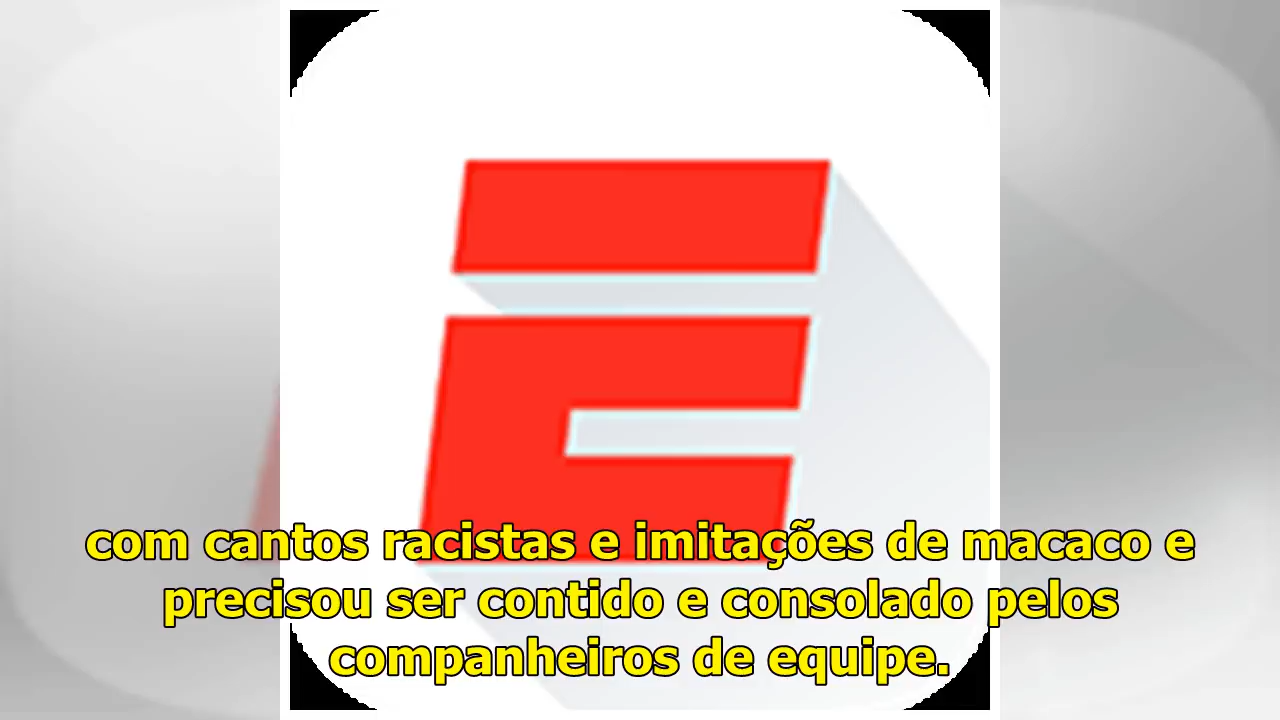 E
com cantos racistas e imitações de macaco e
precisou ser contido e consolado pelos
companheiros de equipe.